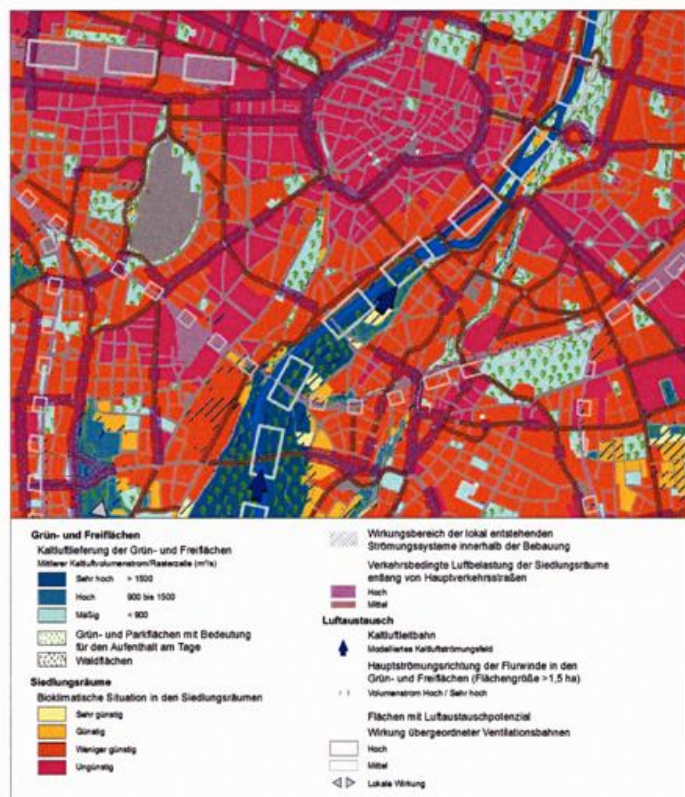 Grün- und Freiflächen
Kaltluftlieferung der Grün- und Freiflächen
Mittlerer Kaltluftvolumenstrom/Rasterzelle (m³/s)
Sehr hoch > 1500
Hoch 900 bis 1500
Mäßig < 900
Grün- und Parkflächen mit Bedeutung
für den Aufenthalt am Tage
Waldflächen
Siedlungsräume
Bioklimatische Situation in den Siedlungsräumen
Sehr günstig
Günstig
Weniger günstig
Ungünstig
Wirkungsbereich der lokal entstehenden
Strömungssysteme innerhalb der Bebauung
Verkehrsbedingte Luftbelastung der Siedlungsräume
entlang von Hauptverkehrsstraßen
Hoch
Mittel
Luftaustausch
Kaltluftleitbahn
Modelliertes Kaltluftströmungsfeld
Hauptströmungsrichtung der Flurwinde in den
Grün- und Freiflächen (Flächengröße >1,5 ha)
Volumenstrom Hoch / Sehr hoch
Flächen mit Luftaustauschpotenzial
Wirkung übergeordneter Ventilationsbahnen
Hoch
Mittel
Lokale Wirkung